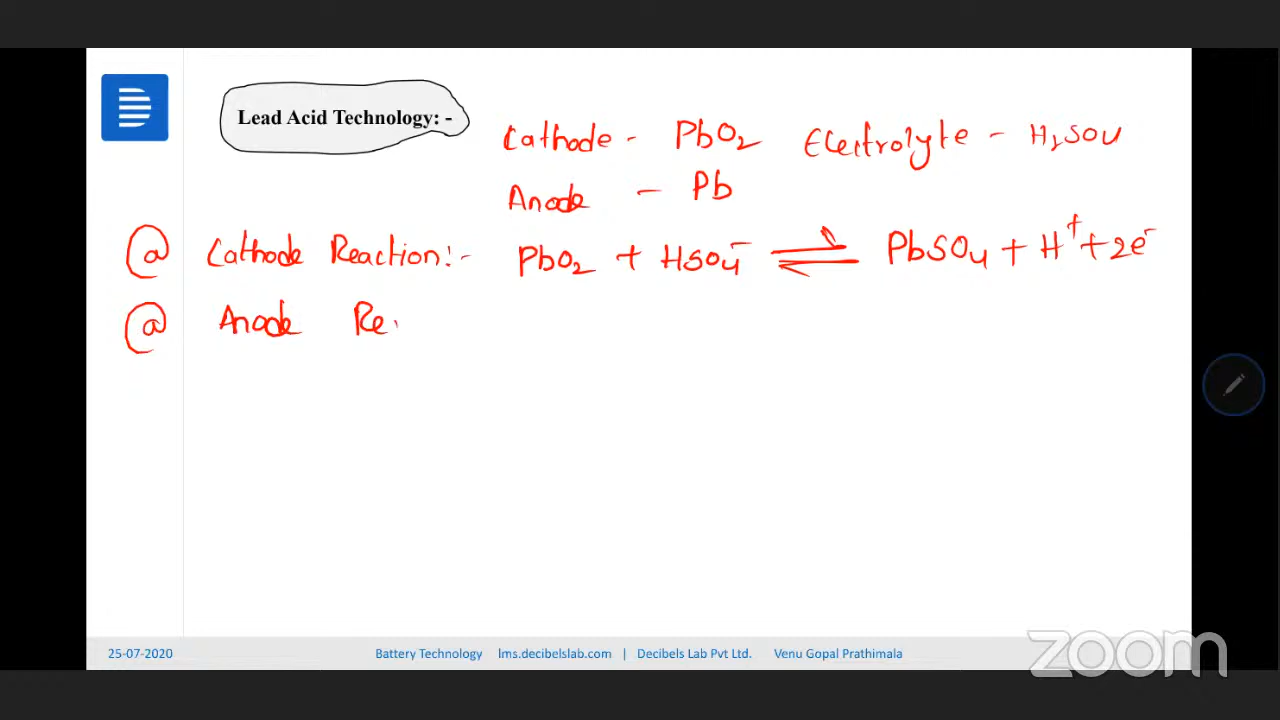 Lead Acid Technology: -
Cathode - PbO₂ Electrolyte - H₂SO4
Anode - Pb
@ Cathode Reaction:- PbO₂ + HSO₄⁻ ⇌ PbSO₄ + H⁺ + 2e⁻
@ Anode Re
25-07-2020 Battery Technology lms.decibelslab.com | Decibels Lab Pvt Ltd. Venu Gopal Prathimala
zoom